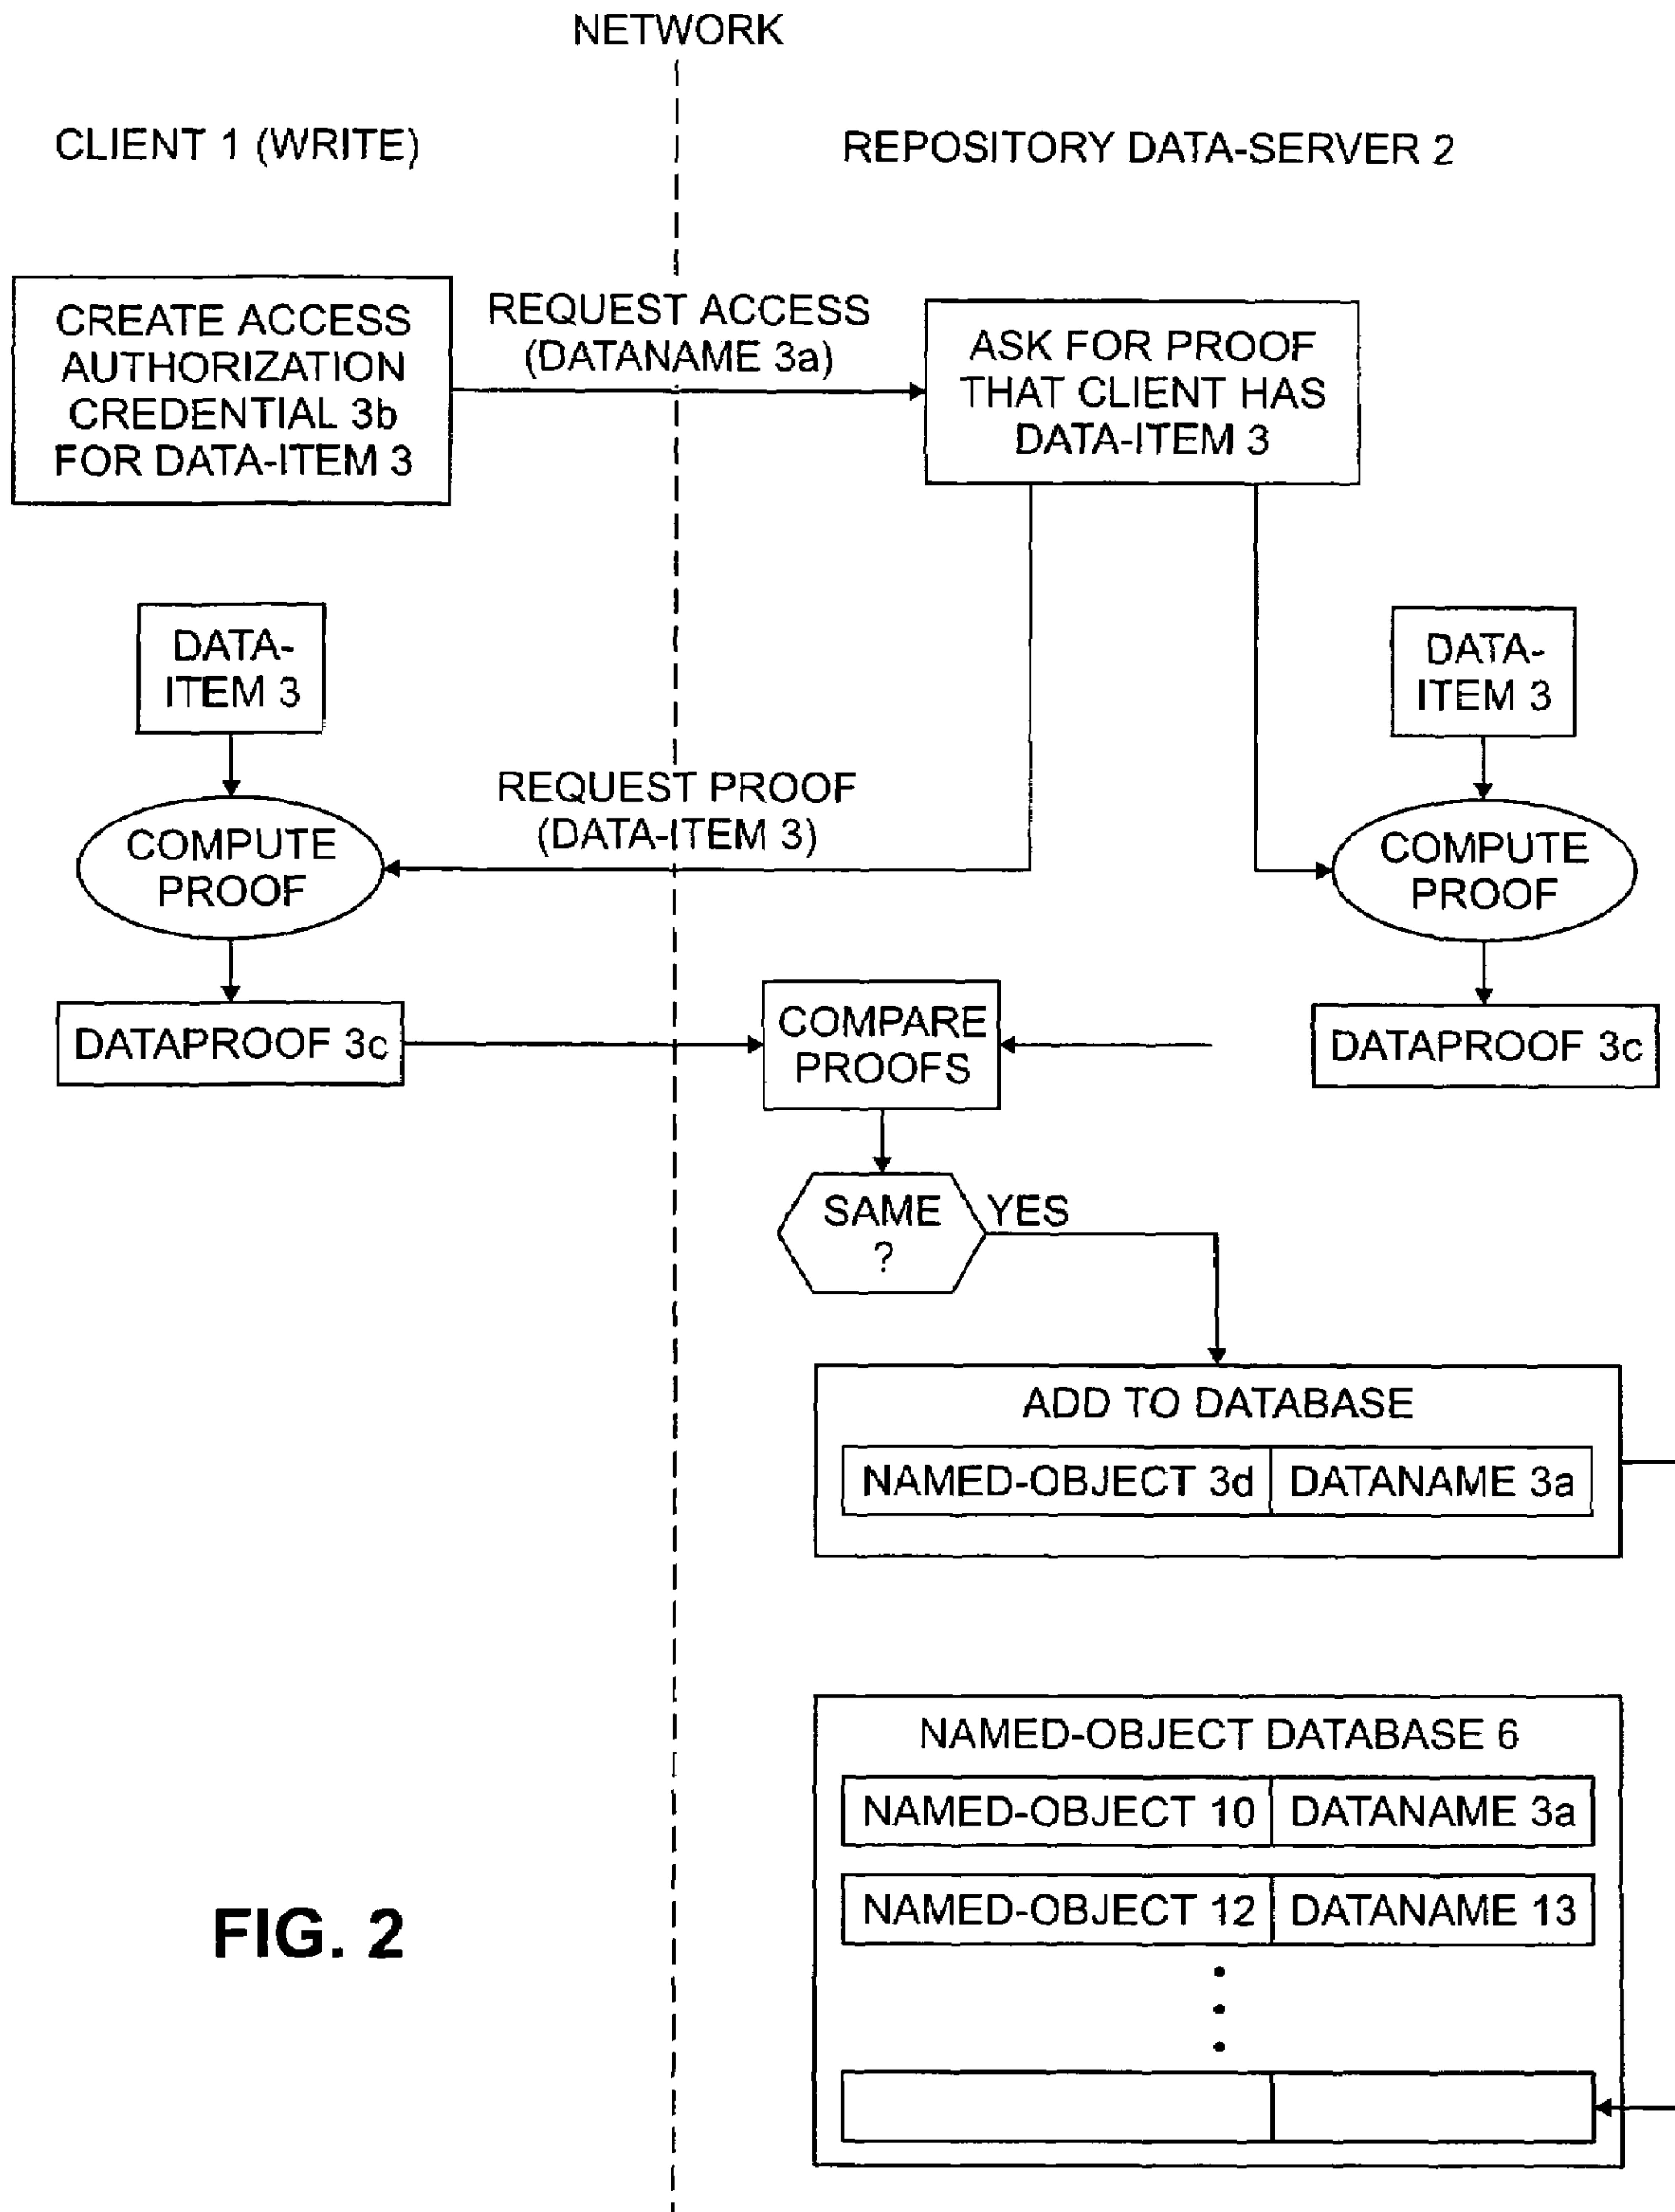 NETWORK
CLIENT 1 (WRITE)
REPOSITORY DATA-SERVER 2
CREATE ACCESS
AUTHORIZATION
CREDENTIAL 3b
FOR DATA-ITEM 3
REQUEST ACCESS
(DATANAME 3a)
ASK FOR PROOF
THAT CLIENT HAS
DATA-ITEM 3
DATA-
ITEM 3
DATA-
ITEM 3
REQUEST PROOF
(DATA-ITEM 3)
COMPUTE
PROOF
COMPUTE
PROOF
DATAPROOF 3c
COMPARE
PROOFS
DATAPROOF 3c
SAME
?
YES
ADD TO DATABASE
NAMED-OBJECT 3d
DATANAME 3a
NAMED-OBJECT DATABASE 6
NAMED-OBJECT 10
DATANAME 3a
NAMED-OBJECT 12
DATANAME 13
FIG. 2